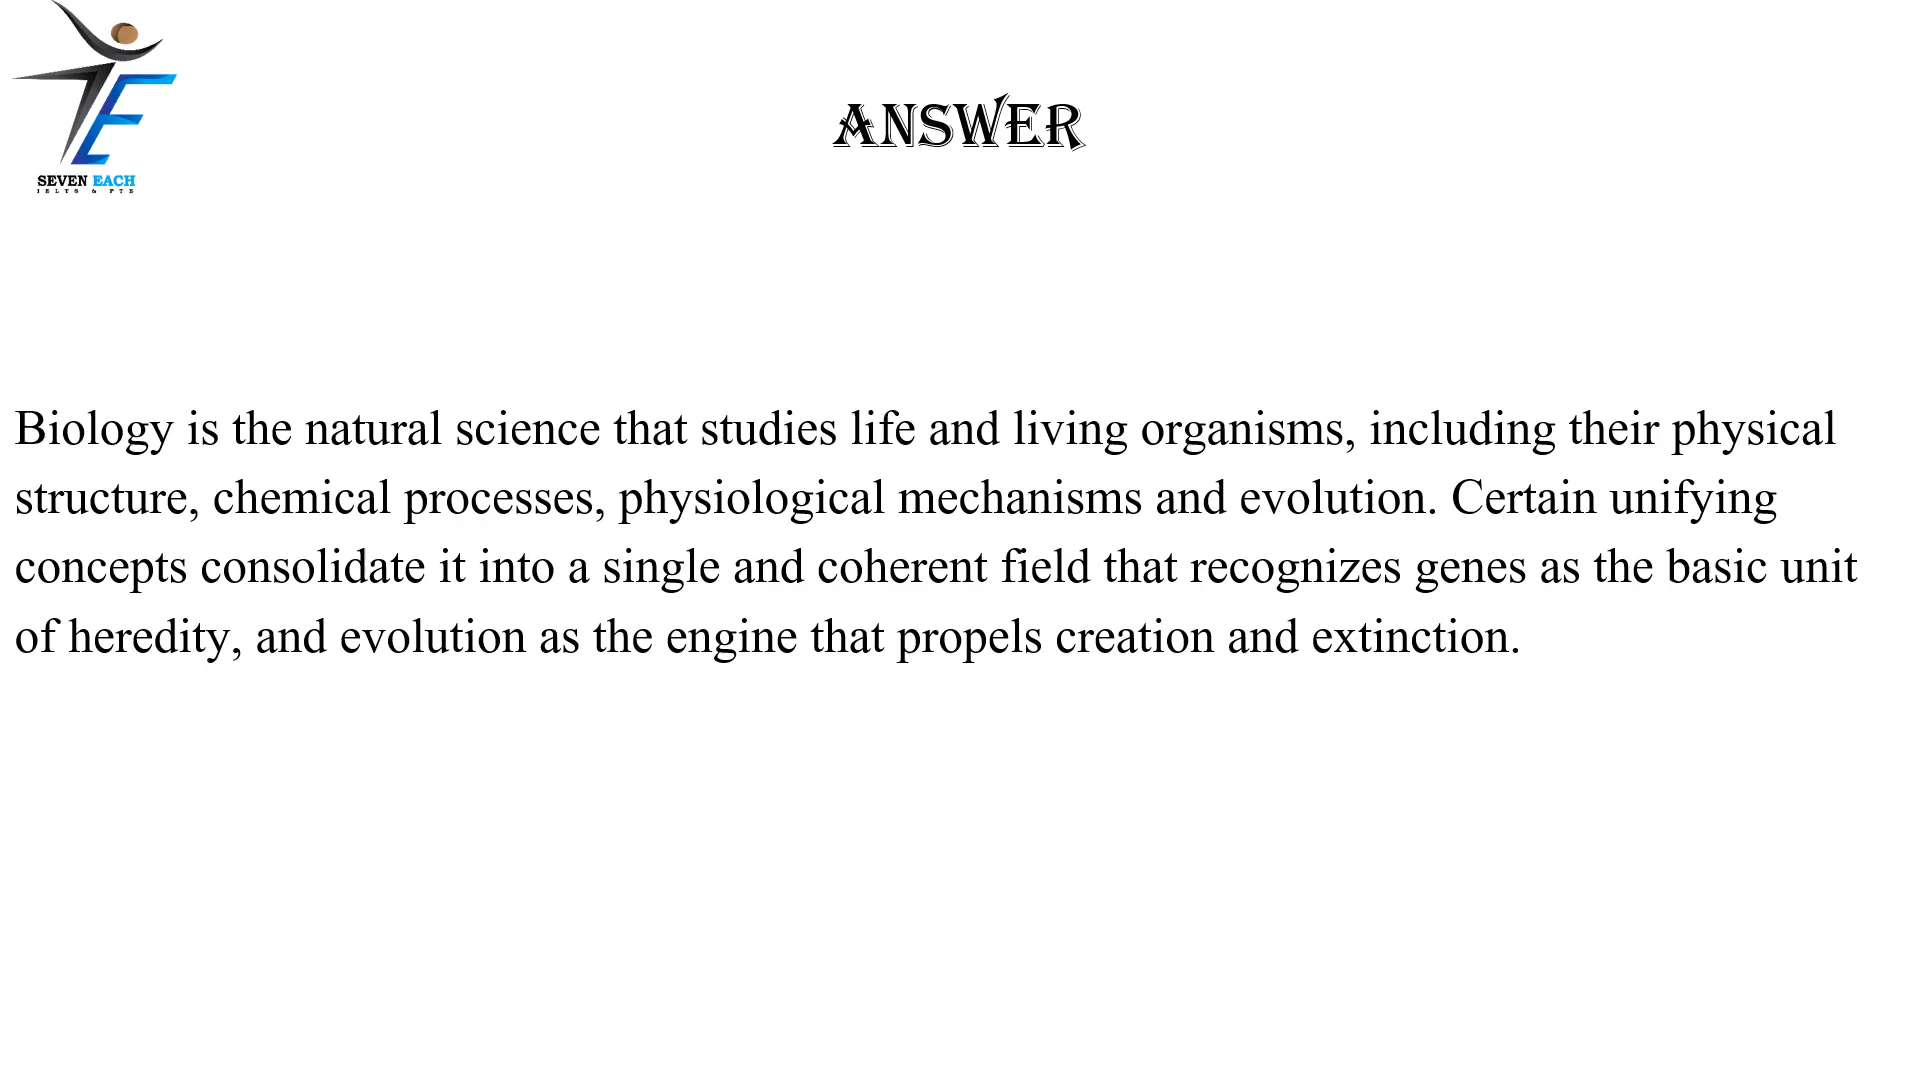 SEVEN EACH
IELTS & PTE
ANSWER
Biology is the natural science that studies life and living organisms, including their physical
structure, chemical processes, physiological mechanisms and evolution. Certain unifying
concepts consolidate it into a single and coherent field that recognizes genes as the basic unit
of heredity, and evolution as the engine that propels creation and extinction.